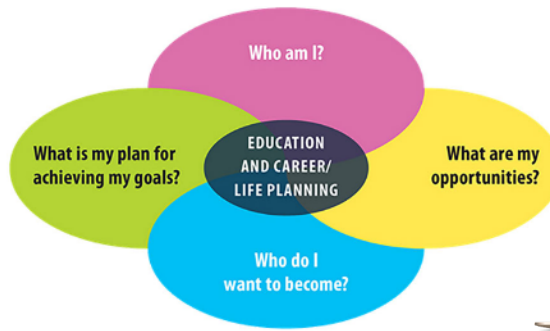 Who am I?
What is my plan for
achieving my goals?
EDUCATION
AND CAREER/
LIFE PLANNING
What are my
opportunities?
Who do I
want to become?